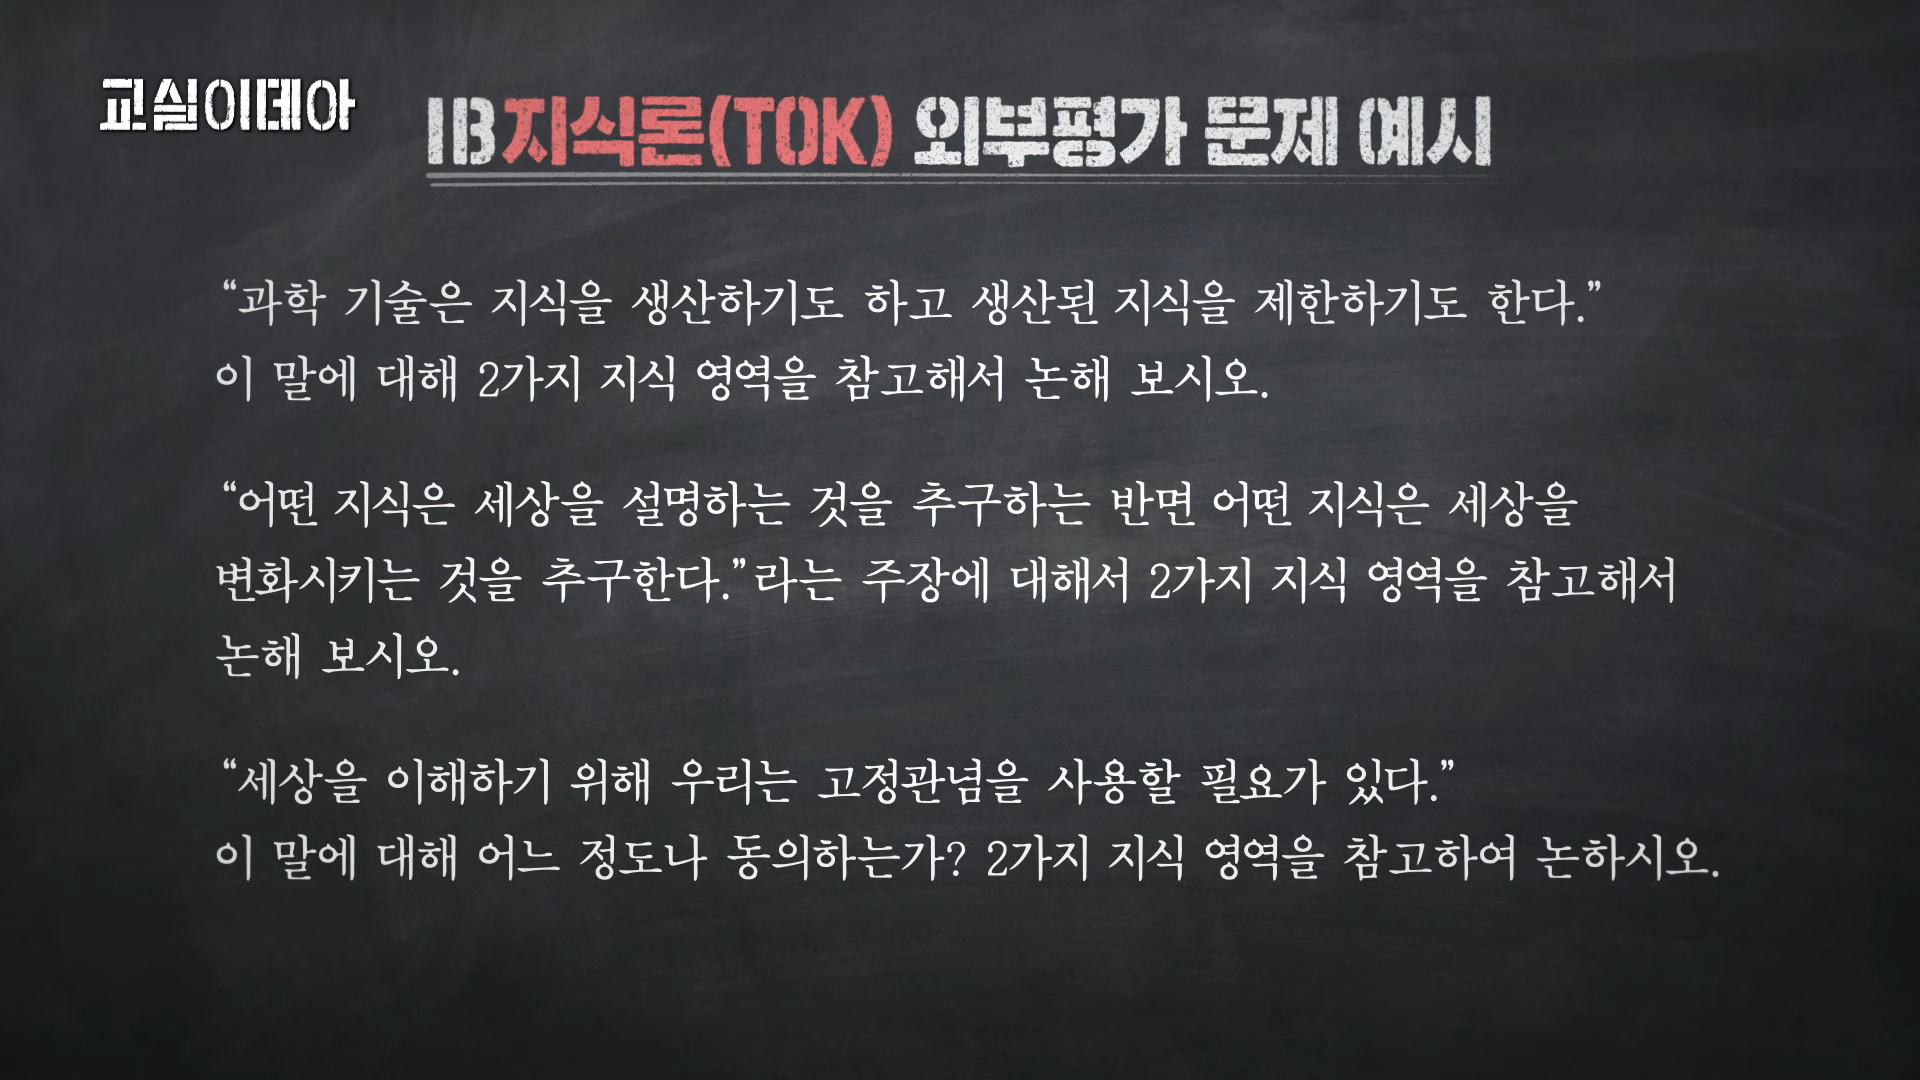 교실이데아
IB지식론(TOK) 외부평가 문제 예시
“과학 기술은 지식을 생산하기도 하고 생산된 지식을 제한하기도 한다.”
이 말에 대해 2가지 지식 영역을 참고해서 논해 보시오.
“어떤 지식은 세상을 설명하는 것을 추구하는 반면 어떤 지식은 세상을
변화시키는 것을 추구한다.”라는 주장에 대해서 2가지 지식 영역을 참고해서
논해 보시오.
“세상을 이해하기 위해 우리는 고정관념을 사용할 필요가 있다.”
이 말에 대해 어느 정도나 동의하는가? 2가지 지식 영역을 참고하여 논하시오.